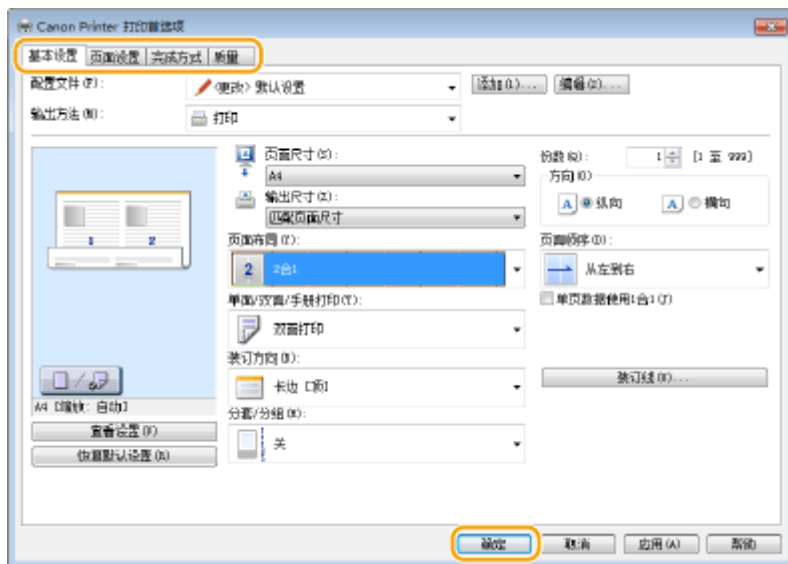 Canon Printer 打印首选项
基本设置 页面设置 完成方式 质量
配置文件(F): <更改> 默认设置 添加(L)... 编辑(Z)...
输出方法(M): 打印
页面尺寸(S): 份数(Q): 1 [1 至 999]
A4 方向(O)
输出尺寸(Z): A 纵向 A 横向
匹配页面尺寸
页面布局(Y): 页面顺序(D):
2 2合1 从左到右
1 2
单面/双面/手册打印(T): 单页数据使用1合1(J)
双面打印
装订方向(B):
长边 [顶] 装订线(X)...
A4 [缩放: 自动]
分套/分组(R):
查看设置(V) 关
恢复默认设置(R)
确定 取消 应用(A) 帮助